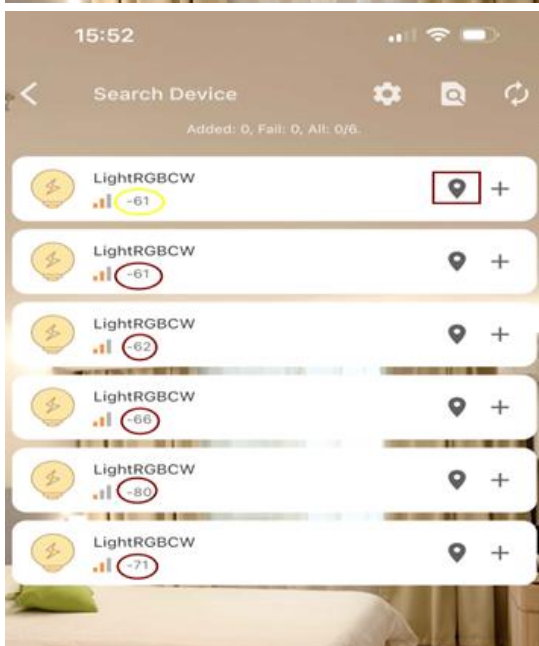 15:52
Search Device
Added: 0, Fail: 0, All: 0/6.
LightRGBCW
-61
LightRGBCW
-61
LightRGBCW
-62
LightRGBCW
-66
LightRGBCW
-80
LightRGBCW
-71